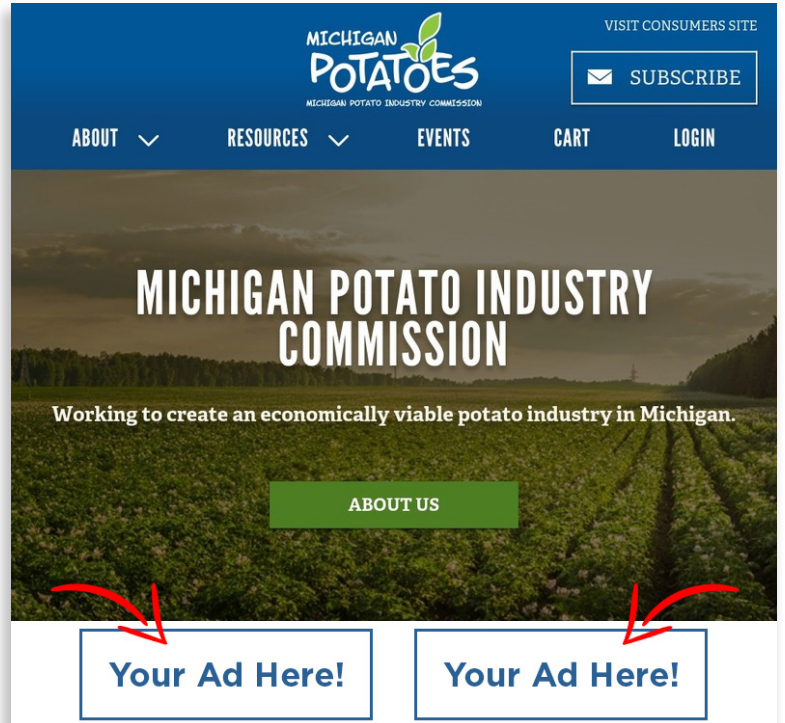 VISIT CONSUMERS SITE
MICHIGAN
POTATOES
MICHIGAN POTATO INDUSTRY COMMISSION
SUBSCRIBE
ABOUT RESOURCES EVENTS CART LOGIN
MICHIGAN POTATO INDUSTRY
COMMISSION
Working to create an economically viable potato industry in Michigan.
ABOUT US
Your Ad Here! Your Ad Here!